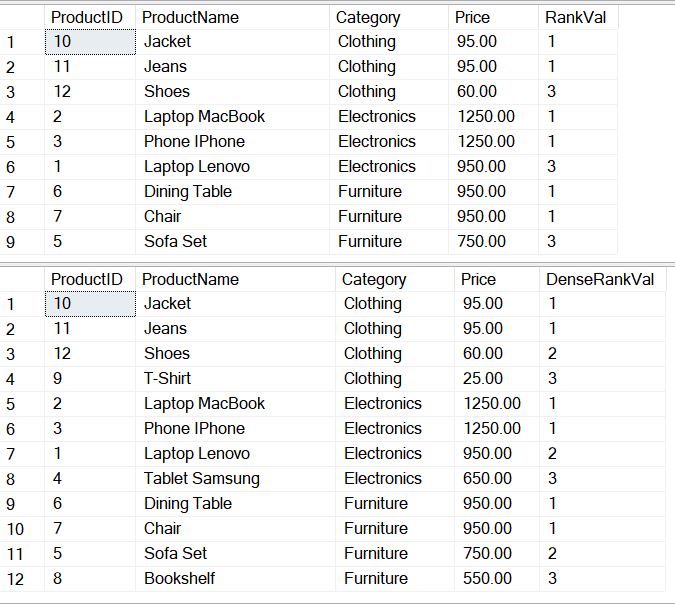 ProductID ProductName Category Price RankVal
1 10 Jacket Clothing 95.00 1
2 11 Jeans Clothing 95.00 1
3 12 Shoes Clothing 60.00 3
4 2 Laptop MacBook Electronics 1250.00 1
5 3 Phone IPhone Electronics 1250.00 1
6 1 Laptop Lenovo Electronics 950.00 3
7 6 Dining Table Furniture 950.00 1
8 7 Chair Furniture 950.00 1
9 5 Sofa Set Furniture 750.00 3
ProductID ProductName Category Price DenseRankVal
1 10 Jacket Clothing 95.00 1
2 11 Jeans Clothing 95.00 1
3 12 Shoes Clothing 60.00 2
4 9 T-Shirt Clothing 25.00 3
5 2 Laptop MacBook Electronics 1250.00 1
6 3 Phone IPhone Electronics 1250.00 1
7 1 Laptop Lenovo Electronics 950.00 2
8 4 Tablet Samsung Electronics 650.00 3
9 6 Dining Table Furniture 950.00 1
10 7 Chair Furniture 950.00 1
11 5 Sofa Set Furniture 750.00 2
12 8 Bookshelf Furniture 550.00 3